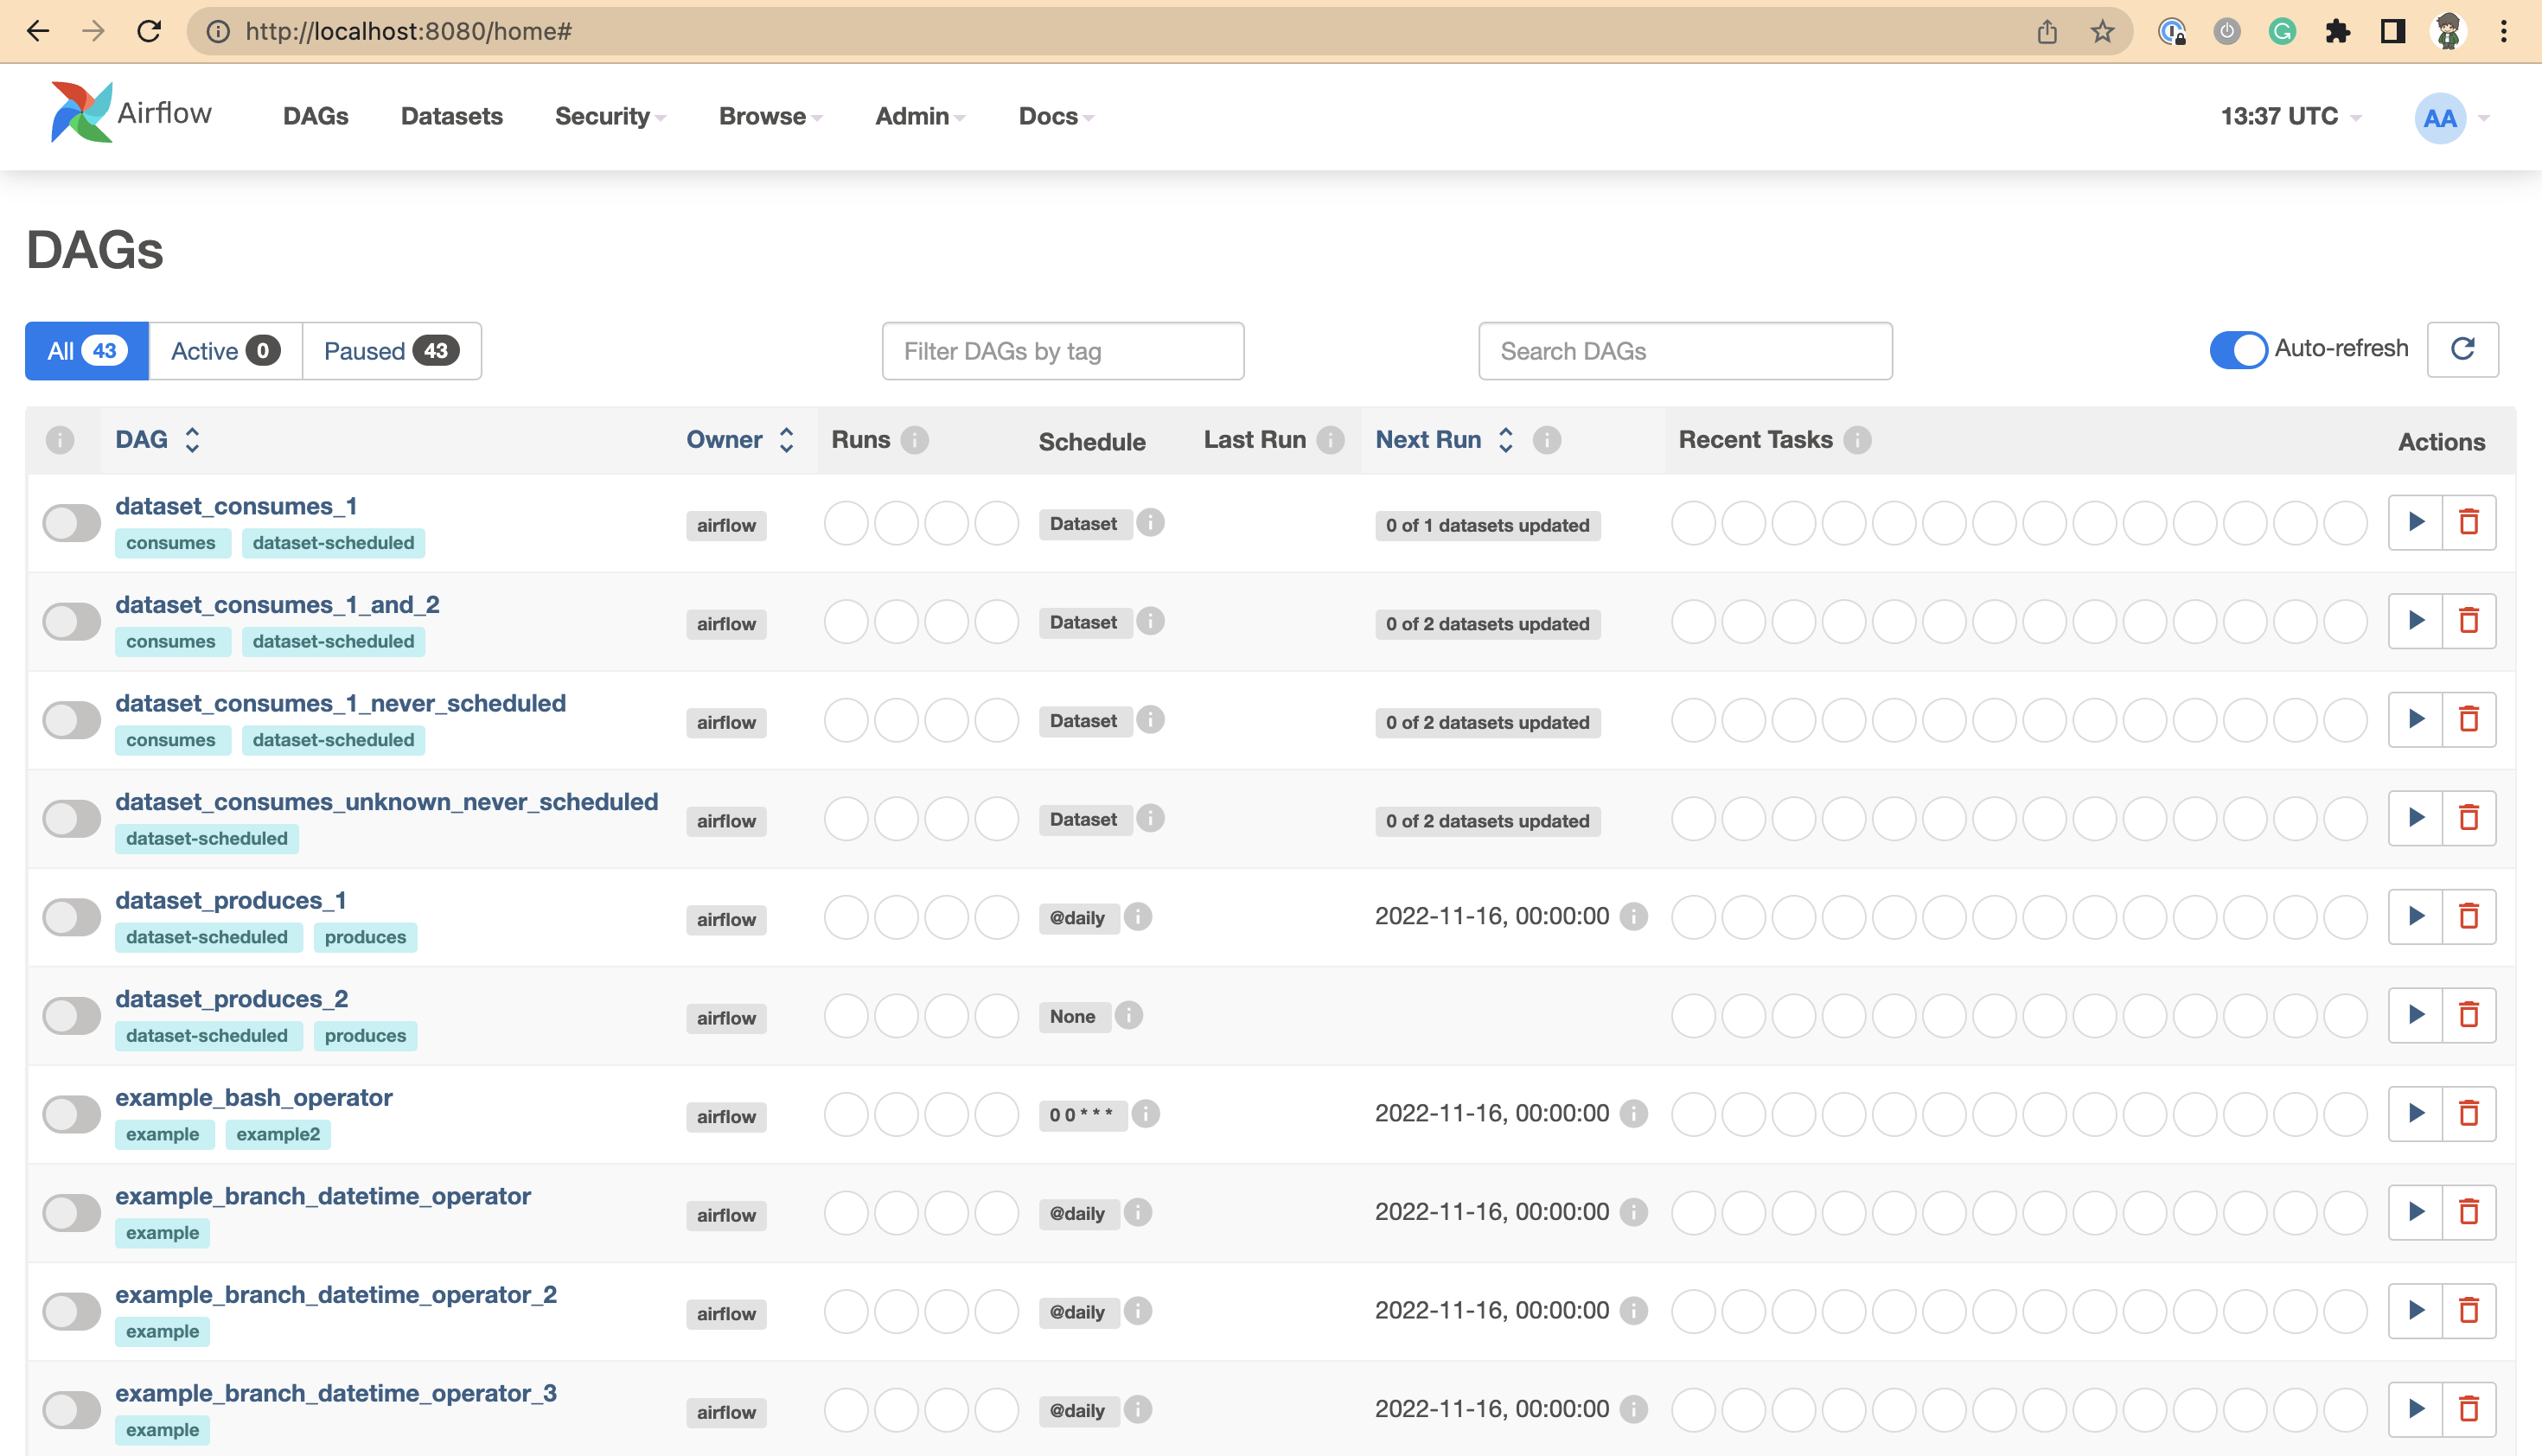 http://localhost:8080/home#
Airflow DAGs Datasets Security Browse Admin Docs 13:37 UTC AA
DAGs
All 43 Active 0 Paused 43 Filter DAGs by tag Search DAGs Auto-refresh
DAG Owner Runs Schedule Last Run Next Run Recent Tasks Actions
dataset_consumes_1
airflow Dataset 0 of 1 datasets updated
consumes dataset-scheduled
dataset_consumes_1_and_2
airflow Dataset 0 of 2 datasets updated
consumes dataset-scheduled
dataset_consumes_1_never_scheduled
airflow Dataset 0 of 2 datasets updated
consumes dataset-scheduled
dataset_consumes_unknown_never_scheduled
airflow Dataset 0 of 2 datasets updated
dataset-scheduled
dataset_produces_1
airflow @daily 2022-11-16, 00:00:00
dataset-scheduled produces
dataset_produces_2
airflow None
dataset-scheduled produces
example_bash_operator
airflow 0 0 * * * 2022-11-16, 00:00:00
example example2
example_branch_datetime_operator
airflow @daily 2022-11-16, 00:00:00
example
example_branch_datetime_operator_2
airflow @daily 2022-11-16, 00:00:00
example
example_branch_datetime_operator_3
airflow @daily 2022-11-16, 00:00:00
example